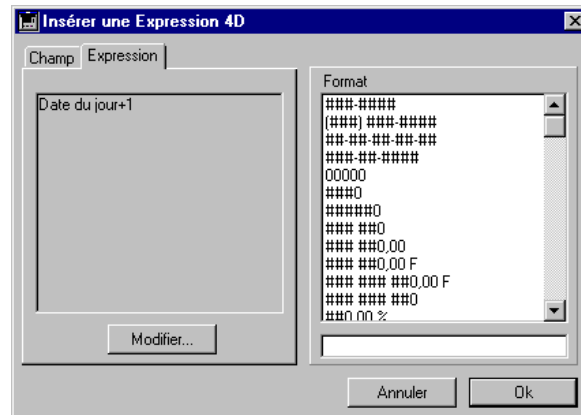 Insérer une Expression 4D
Champ
Expression
Date du jour+1
Modifier...
Format
###-####
(###) ###-####
##-##-##-##-##
###-##-####
00000
###0
#####0
### ##0
### ##0,00
### ##0,00 F
### ### ##0,00 F
### ### ##0
##0,00 %
Annuler
Ok